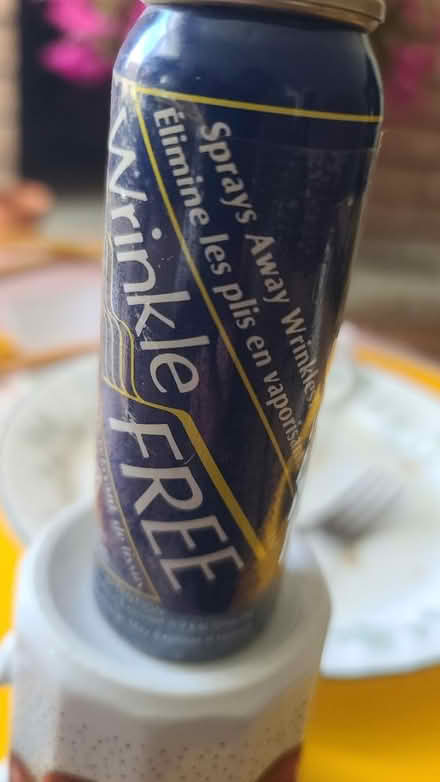 Wrinkle FREE
Sprays Away Wrinkles
Élimine les plis en vaporisant